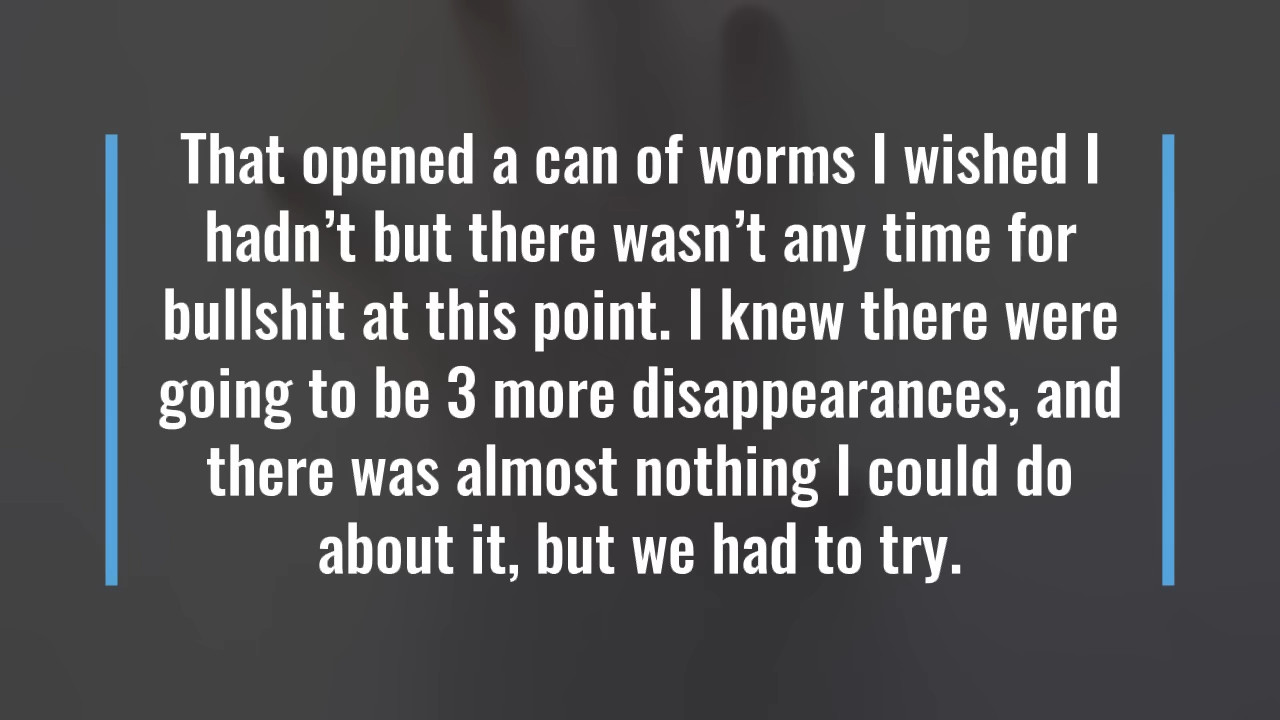 That opened a can of worms I wished I
hadn’t but there wasn’t any time for
bullshit at this point. I knew there were
going to be 3 more disappearances, and
there was almost nothing I could do
about it, but we had to try.